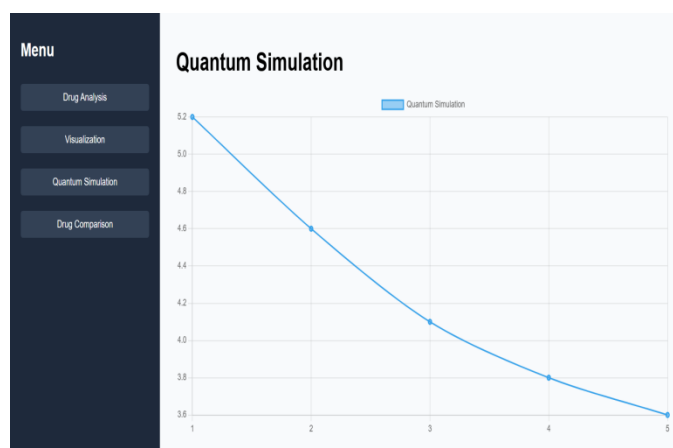 Menu
Drug Analysis
Visualization
Quantum Simulation
Drug Comparison
Quantum Simulation
Quantum Simulation
5.2
5.0
4.8
4.6
4.4
4.2
4.0
3.8
3.6
1
2
3
4
5